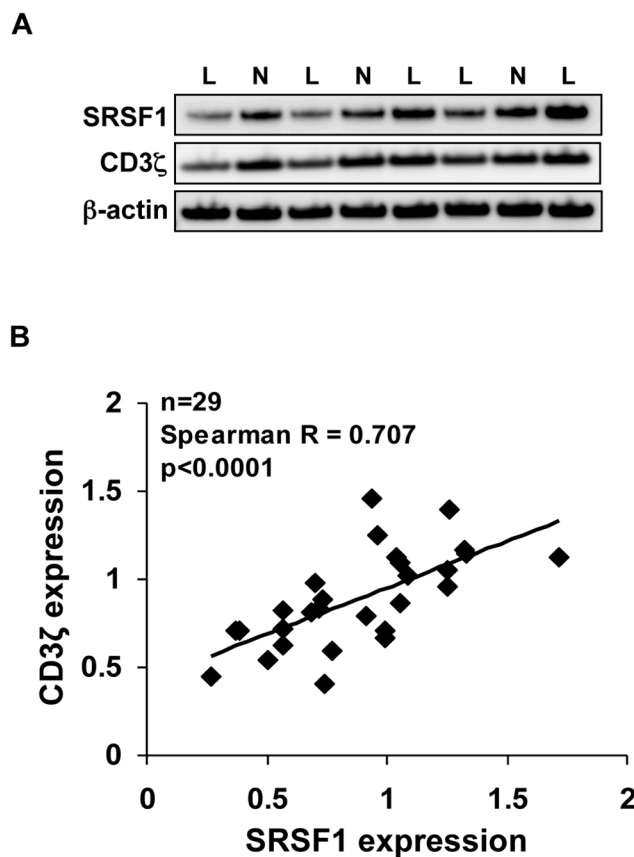 A
L N L N L L N L
SRSF1
CD3ζ
β-actin
B
n=29
Spearman R = 0.707
p<0.0001
2
1.5
1
0.5
0
CD3ζ expression
0 0.5 1 1.5 2
SRSF1 expression